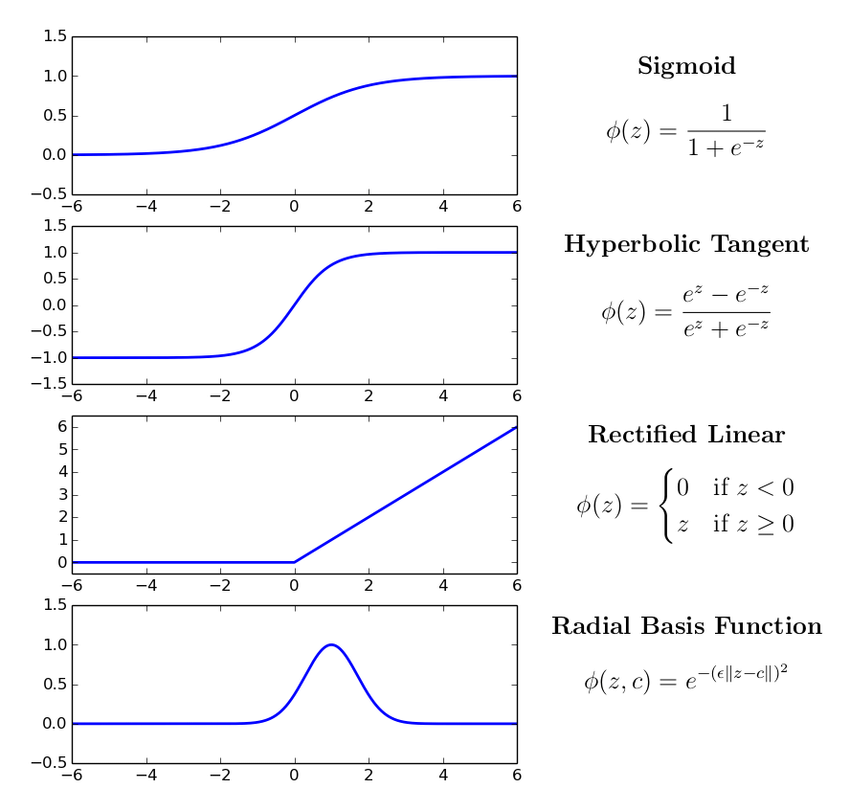 1.5
1.0
0.5
0.0
−0.5
−6 −4 −2 0 2 4 6
Sigmoid
ϕ(z) = 1 / (1 + e^{−z})
1.5
1.0
0.5
0.0
−0.5
−1.0
−1.5
−6 −4 −2 0 2 4 6
Hyperbolic Tangent
ϕ(z) = (e^z − e^{−z}) / (e^z + e^{−z})
6
5
4
3
2
1
0
−6 −4 −2 0 2 4 6
Rectified Linear
ϕ(z) = { 0 if z < 0
z if z ≥ 0
1.5
1.0
0.5
0.0
−0.5
−6 −4 −2 0 2 4 6
Radial Basis Function
ϕ(z, c) = e^{−(ϵ‖z−c‖)^2}